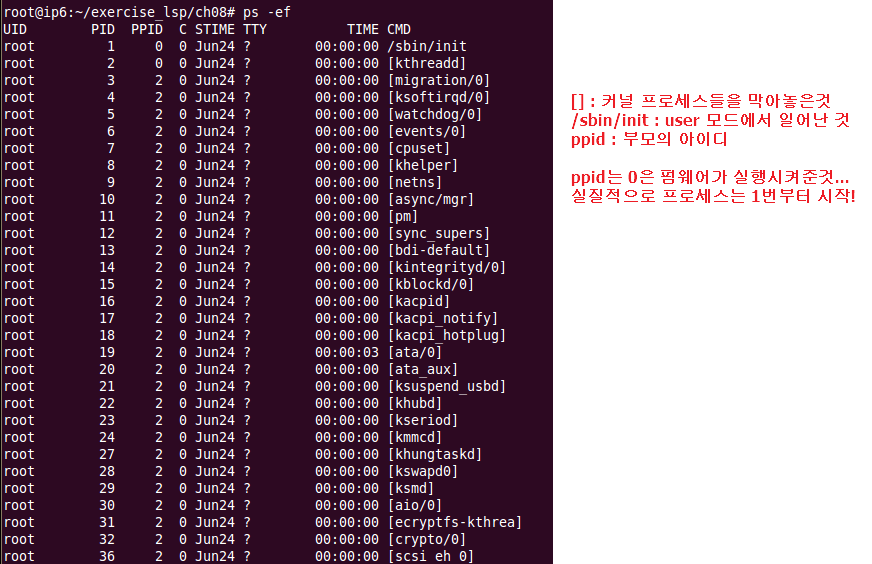 root@ip6:~/exercise_lsp/ch08# ps -ef
UID        PID  PPID  C STIME TTY          TIME CMD
root         1     0  0 Jun24 ?        00:00:00 /sbin/init
root         2     0  0 Jun24 ?        00:00:00 [kthreadd]
root         3     2  0 Jun24 ?        00:00:00 [migration/0]
root         4     2  0 Jun24 ?        00:00:00 [ksoftirqd/0]
root         5     2  0 Jun24 ?        00:00:00 [watchdog/0]
root         6     2  0 Jun24 ?        00:00:00 [events/0]
root         7     2  0 Jun24 ?        00:00:00 [cpuset]
root         8     2  0 Jun24 ?        00:00:00 [khelper]
root         9     2  0 Jun24 ?        00:00:00 [netns]
root        10     2  0 Jun24 ?        00:00:00 [async/mgr]
root        11     2  0 Jun24 ?        00:00:00 [pm]
root        12     2  0 Jun24 ?        00:00:00 [sync_supers]
root        13     2  0 Jun24 ?        00:00:00 [bdi-default]
root        14     2  0 Jun24 ?        00:00:00 [kintegrityd/0]
root        15     2  0 Jun24 ?        00:00:00 [kblockd/0]
root        16     2  0 Jun24 ?        00:00:00 [kacpid]
root        17     2  0 Jun24 ?        00:00:00 [kacpi_notify]
root        18     2  0 Jun24 ?        00:00:00 [kacpi_hotplug]
root        19     2  0 Jun24 ?        00:00:03 [ata/0]
root        20     2  0 Jun24 ?        00:00:00 [ata_aux]
root        21     2  0 Jun24 ?        00:00:00 [ksuspend_usbd]
root        22     2  0 Jun24 ?        00:00:00 [khubd]
root        23     2  0 Jun24 ?        00:00:00 [kseriod]
root        24     2  0 Jun24 ?        00:00:00 [kmmcd]
root        27     2  0 Jun24 ?        00:00:00 [khungtaskd]
root        28     2  0 Jun24 ?        00:00:00 [kswapd0]
root        29     2  0 Jun24 ?        00:00:00 [ksmd]
root        30     2  0 Jun24 ?        00:00:00 [aio/0]
root        31     2  0 Jun24 ?        00:00:00 [ecryptfs-kthrea]
root        32     2  0 Jun24 ?        00:00:00 [crypto/0]
root        36     2  0 Jun24 ?        00:00:00 [scsi_eh_0]
[] : 커널 프로세스들을 막아놓은것
/sbin/init : user 모드에서 일어난 것
ppid : 부모의 아이디
ppid는 0은 펌웨어가 실행시켜준것...
실질적으로 프로세스는 1번부터 시작!